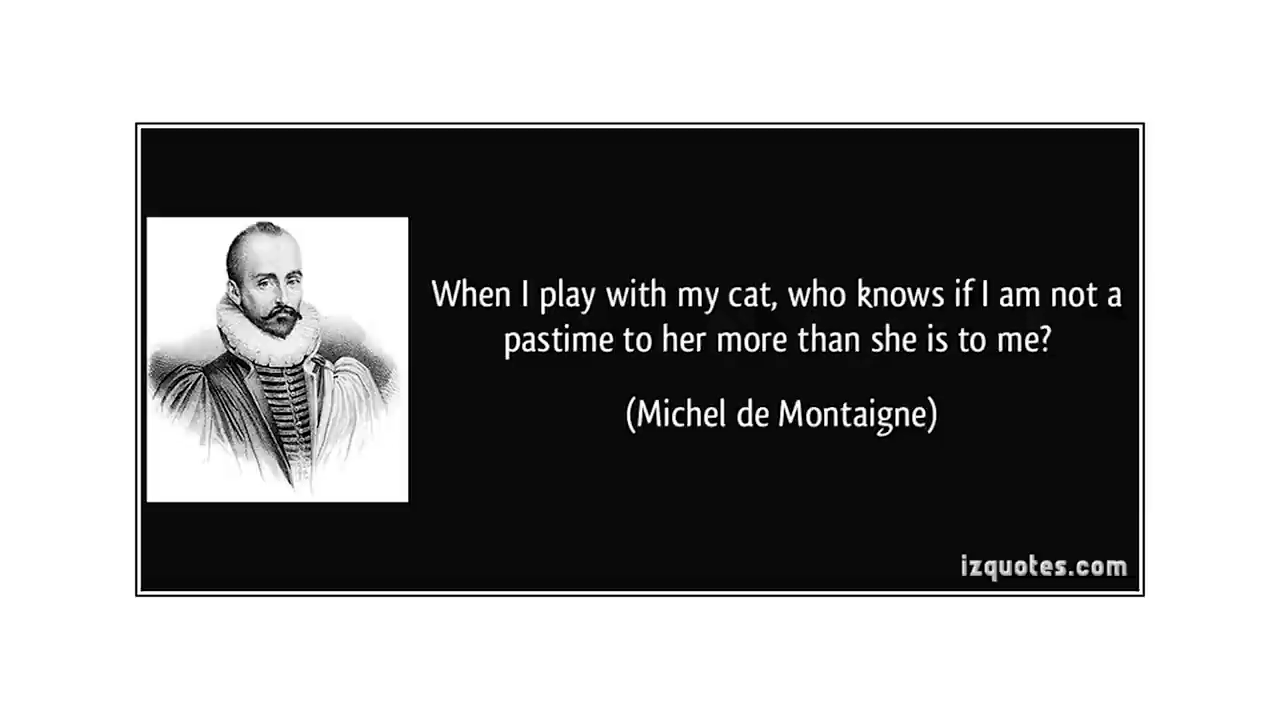 When I play with my cat, who knows if I am not a
pastime to her more than she is to me?
(Michel de Montaigne)
izquotes.com